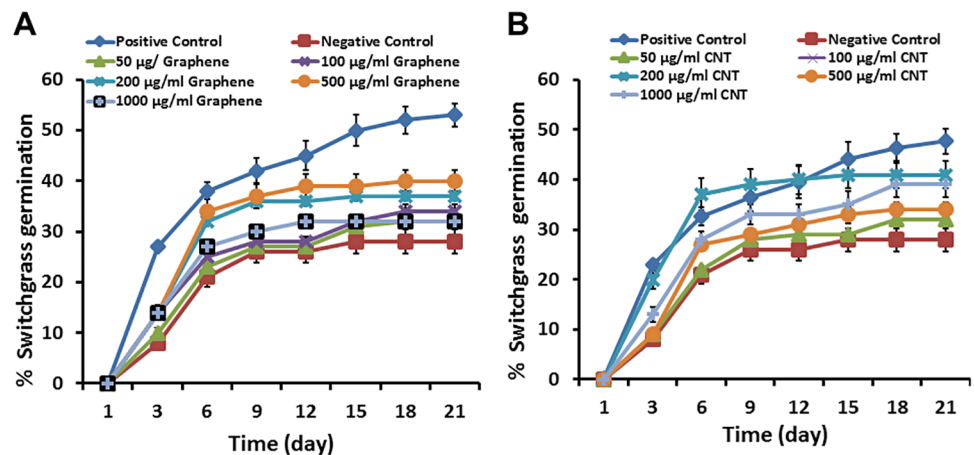 A
Positive Control
Negative Control
50 µg/ Graphene
100 µg/ml Graphene
200 µg/ml Graphene
500 µg/ml Graphene
1000 µg/ml Graphene
% Switchgrass germination
60
50
40
30
20
10
0
1 3 6 9 12 15 18 21
Time (day)
B
Positive Control
Negative Control
50 µg/ml CNT
100 µg/ml CNT
200 µg/ml CNT
500 µg/ml CNT
1000 µg/ml CNT
% Switchgrass germination
60
50
40
30
20
10
0
1 3 6 9 12 15 18 21
Time (day)